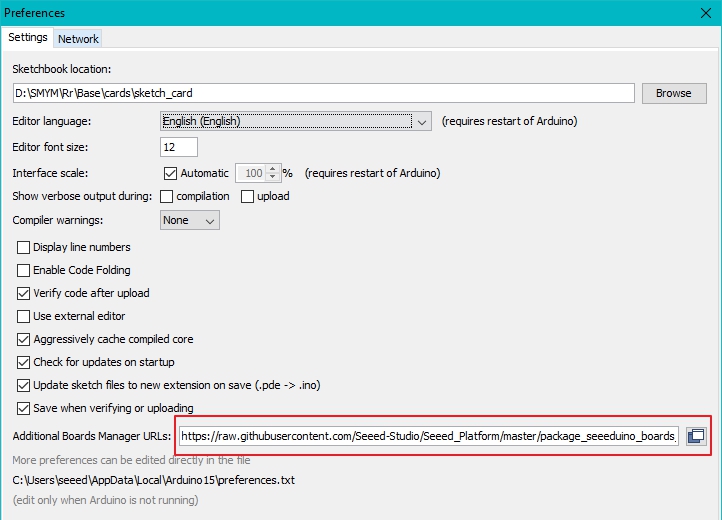 Preferences
Settings Network
Sketchbook location:
D:\SMYM\Rr\Base\cards\sketch_card Browse
Editor language: English (English) (requires restart of Arduino)
Editor font size: 12
Interface scale: Automatic 100 % (requires restart of Arduino)
Show verbose output during: compilation upload
Compiler warnings: None
Display line numbers
Enable Code Folding
Verify code after upload
Use external editor
Aggressively cache compiled core
Check for updates on startup
Update sketch files to new extension on save (.pde -> .ino)
Save when verifying or uploading
Additional Boards Manager URLs: https://raw.githubusercontent.com/Seeed-Studio/Seeed_Platform/master/package_seeeduino_boards_
More preferences can be edited directly in the file
C:\Users\seeed\AppData\Local\Arduino15\preferences.txt
(edit only when Arduino is not running)